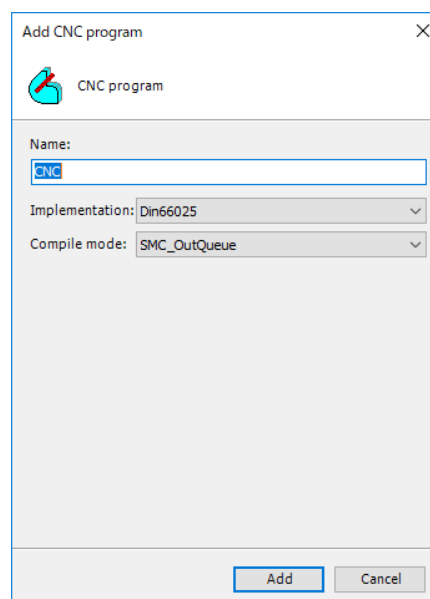 Add CNC program
CNC program
Name:
CNC
Implementation: Din66025
Compile mode: SMC_OutQueue
Add Cancel